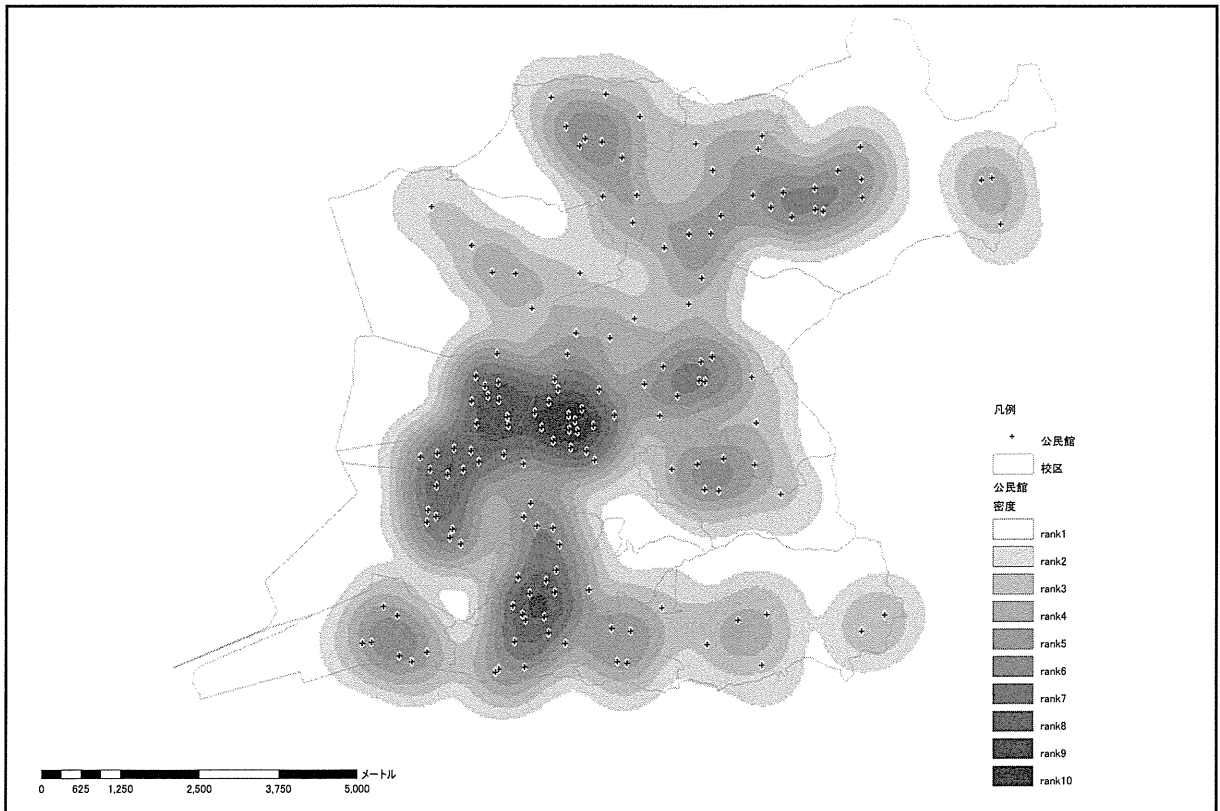 凡例
公民館
校区
公民館
密度
rank1
rank2
rank3
rank4
rank5
rank6
rank7
rank8
rank9
rank10
メートル
0 625 1,250 2,500 3,750 5,000